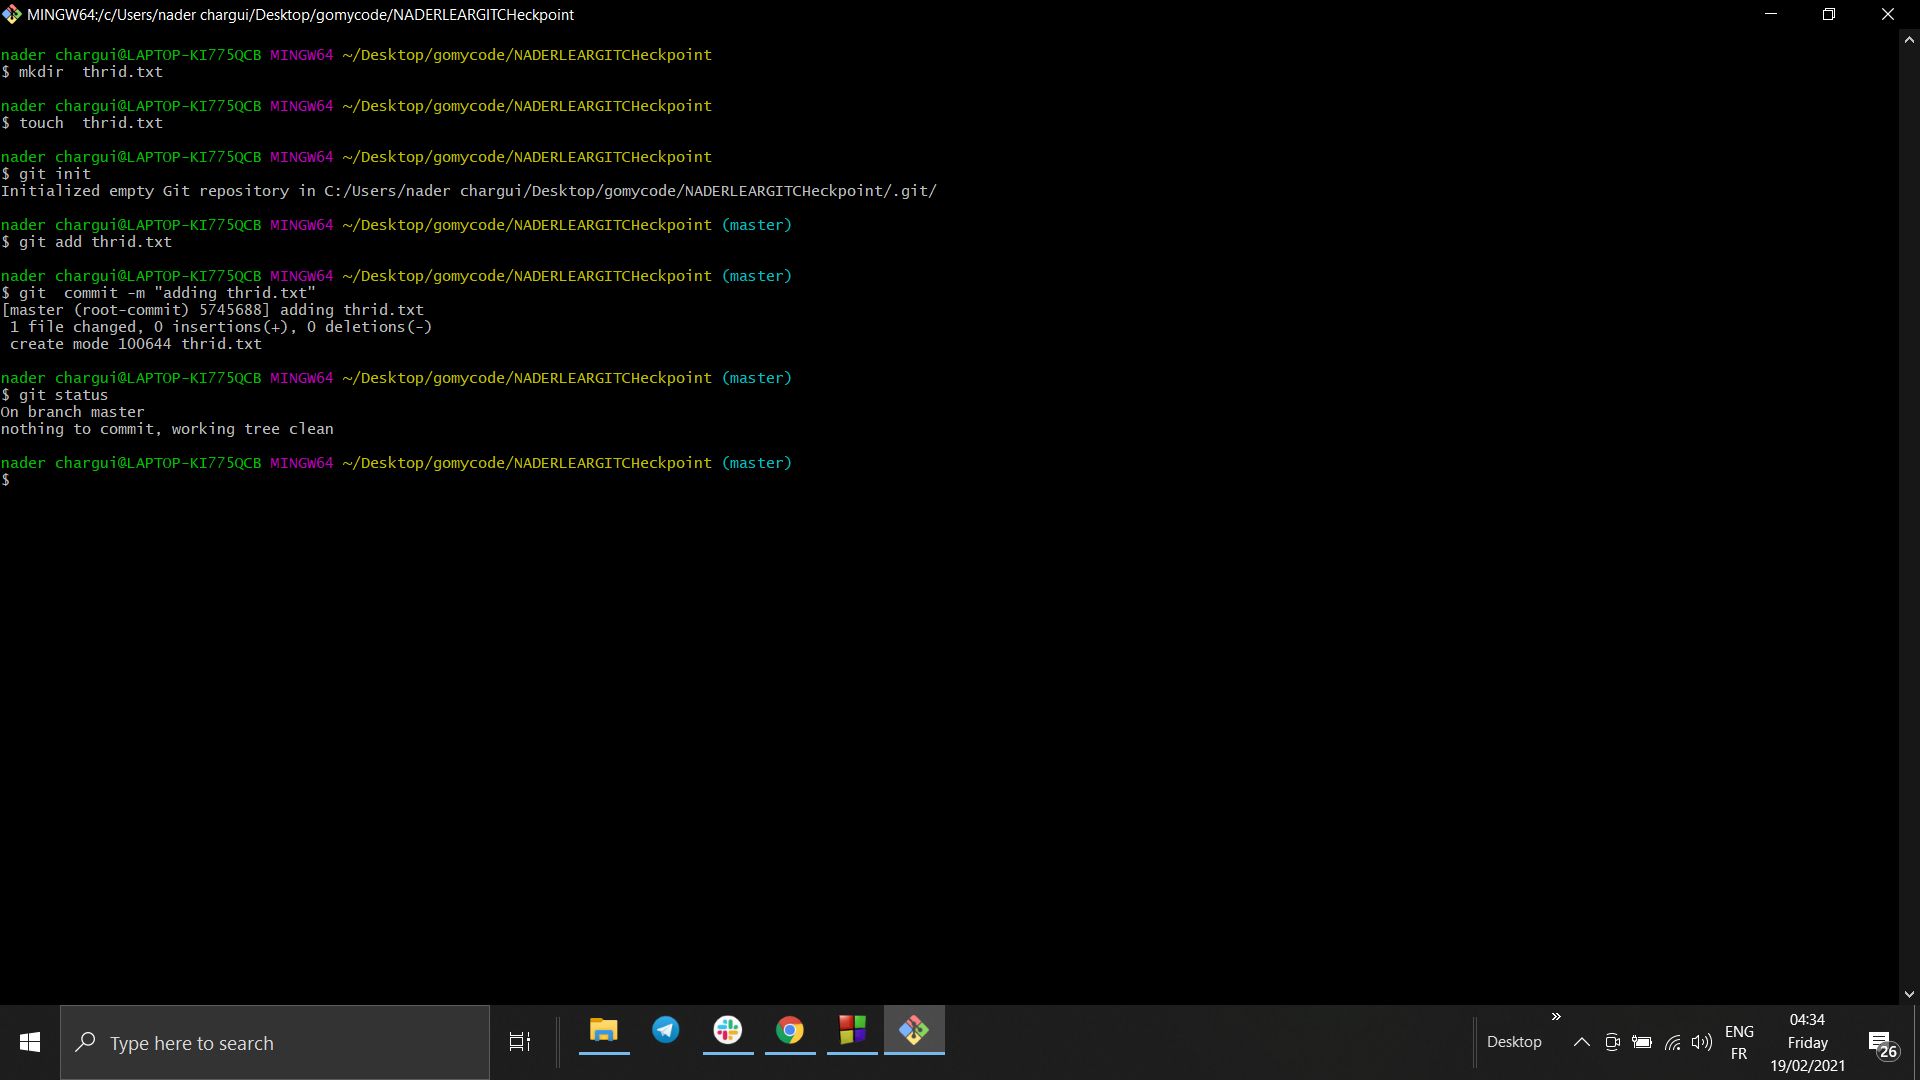 MINGW64:/c/Users/nader chargui/Desktop/gomycode/NADERLEARGITCHeckpoint
nader chargui@LAPTOP-KI775QCB MINGW64 ~/Desktop/gomycode/NADERLEARGITCHeckpoint
$ mkdir  thrid.txt
nader chargui@LAPTOP-KI775QCB MINGW64 ~/Desktop/gomycode/NADERLEARGITCHeckpoint
$ touch  thrid.txt
nader chargui@LAPTOP-KI775QCB MINGW64 ~/Desktop/gomycode/NADERLEARGITCHeckpoint
$ git init
Initialized empty Git repository in C:/Users/nader chargui/Desktop/gomycode/NADERLEARGITCHeckpoint/.git/
nader chargui@LAPTOP-KI775QCB MINGW64 ~/Desktop/gomycode/NADERLEARGITCHeckpoint (master)
$ git add thrid.txt
nader chargui@LAPTOP-KI775QCB MINGW64 ~/Desktop/gomycode/NADERLEARGITCHeckpoint (master)
$ git  commit -m "adding thrid.txt"
[master (root-commit) 5745688] adding thrid.txt
 1 file changed, 0 insertions(+), 0 deletions(-)
 create mode 100644 thrid.txt
nader chargui@LAPTOP-KI775QCB MINGW64 ~/Desktop/gomycode/NADERLEARGITCHeckpoint (master)
$ git status
On branch master
nothing to commit, working tree clean
nader chargui@LAPTOP-KI775QCB MINGW64 ~/Desktop/gomycode/NADERLEARGITCHeckpoint (master)
$
Type here to search
Desktop
»
ENG
FR
04:34
Friday
19/02/2021
26